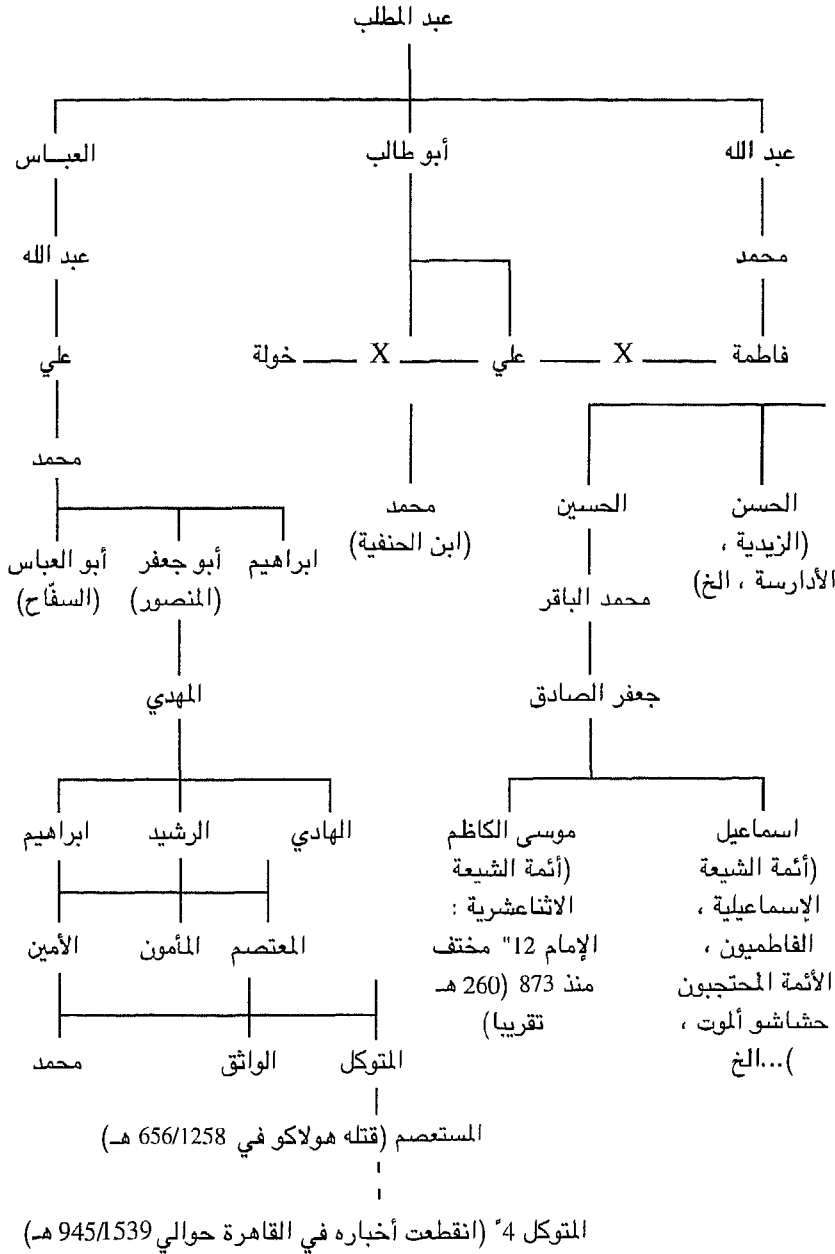 عبد المطلب
عبد الله
أبو طالب
العباس
محمد
عبد الله
فاطمة X علي X خولة
علي
محمد
الحسن
(الزيدية ،
الأدارسة ، الخ)
الحسين
محمد
(ابن الحنفية)
ابراهيم
أبو جعفر
(المنصور)
أبو العباس
(السفّاح)
محمد الباقر
جعفر الصادق
المهدي
اسماعيل
(أئمة الشيعة
الإسماعيلية ،
الفاطميون ،
الأئمة المحتجبون
حشاشو ألموت ،
)...الخ
موسى الكاظم
(أئمة الشيعة
الاثناعشرية :
الإمام 12" مختف
منذ 873 (260 هـ
تقريبا)
الهادي
الرشيد
ابراهيم
المعتصم
المأمون
الأمين
المتوكل
الواثق
محمد
المستعصم (قتله هولاكو في 656/1258 هـ)
المتوكل 4ْ (انقطعت أخباره في القاهرة حوالي 945/1539 هـ)